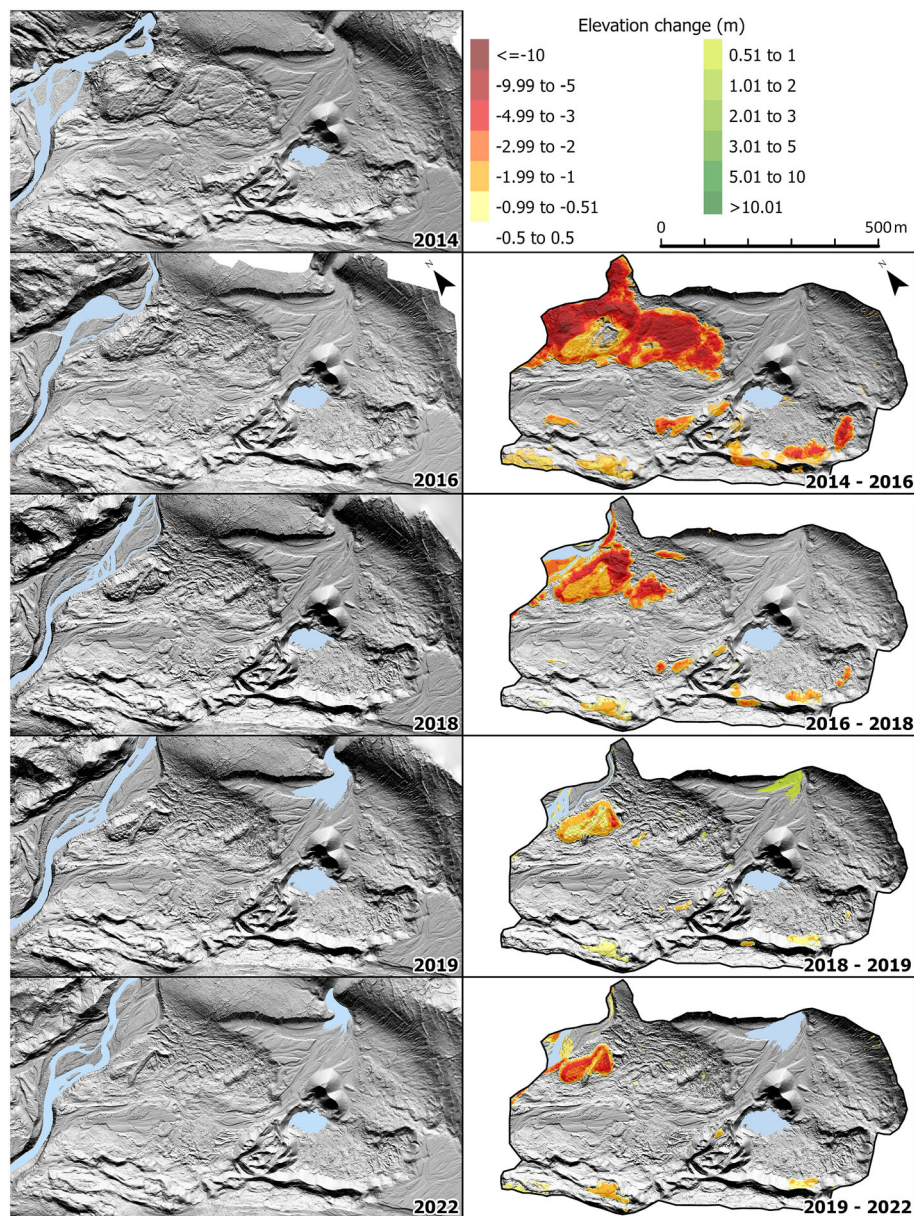 Elevation change (m)
<=-10
-9.99 to -5
-4.99 to -3
-2.99 to -2
-1.99 to -1
-0.99 to -0.51
-0.5 to 0.5
0.51 to 1
1.01 to 2
2.01 to 3
3.01 to 5
5.01 to 10
>10.01
0 500 m
2014
N
2016
N
2014 - 2016
2018
2016 - 2018
2019
2018 - 2019
2022
2019 - 2022